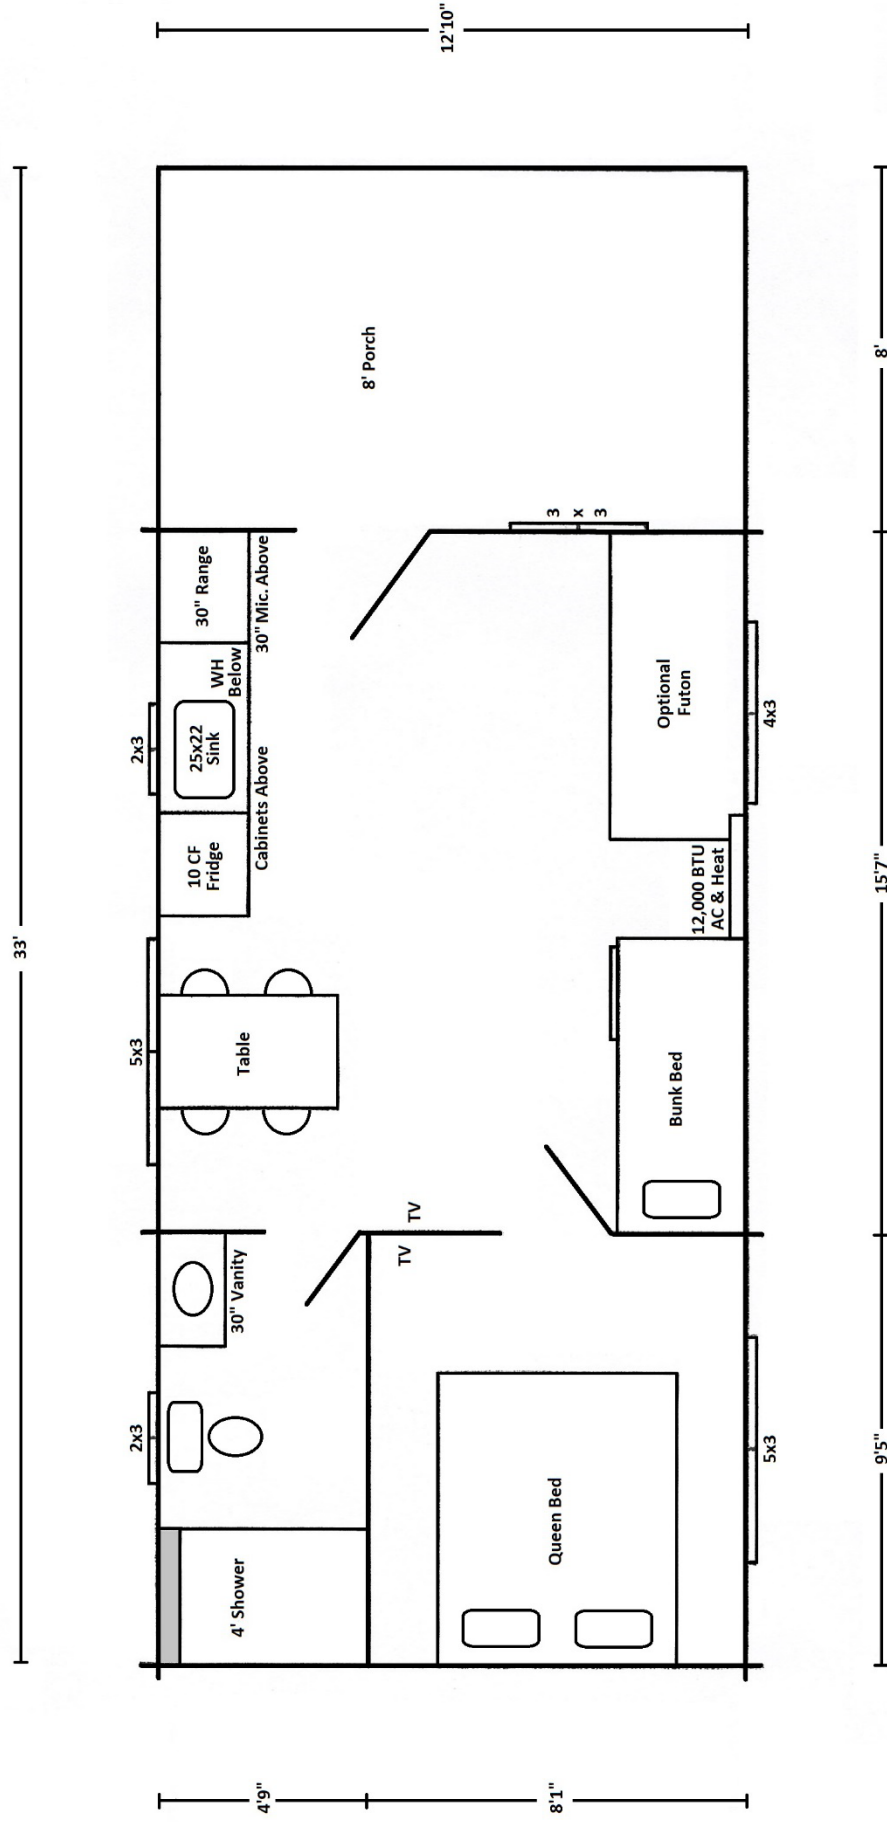 33'
2x3
5x3
2x3
4' Shower
30" Vanity
Table
10 CF
Fridge
25x22
Sink
WH
Below
30" Range
Cabinets Above
30" Mic. Above
8' Porch
12'10"
4'9"
8'1"
TV
TV
Queen Bed
Bunk Bed
12,000 BTU
AC & Heat
Optional
Futon
3
x
3
5x3
4x3
9'5"
15'7"
8'